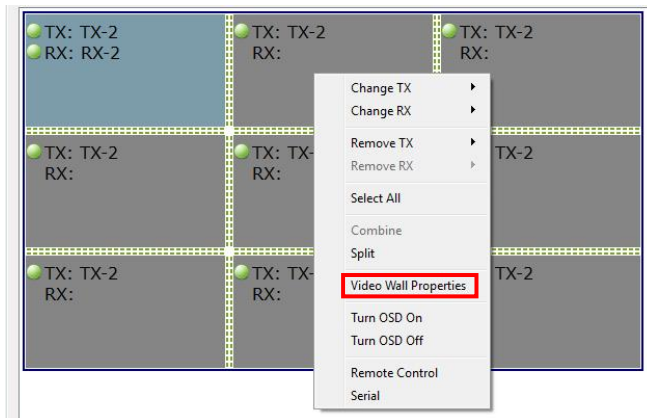 TX: TX-2
RX: RX-2
TX: TX-2
RX:
TX: TX-2
RX:
TX: TX-2
RX:
TX: TX-
RX:
TX-2
TX: TX-2
RX:
TX: TX-
RX:
TX-2
Change TX
Change RX
Remove TX
Remove RX
Select All
Combine
Split
Video Wall Properties
Turn OSD On
Turn OSD Off
Remote Control
Serial